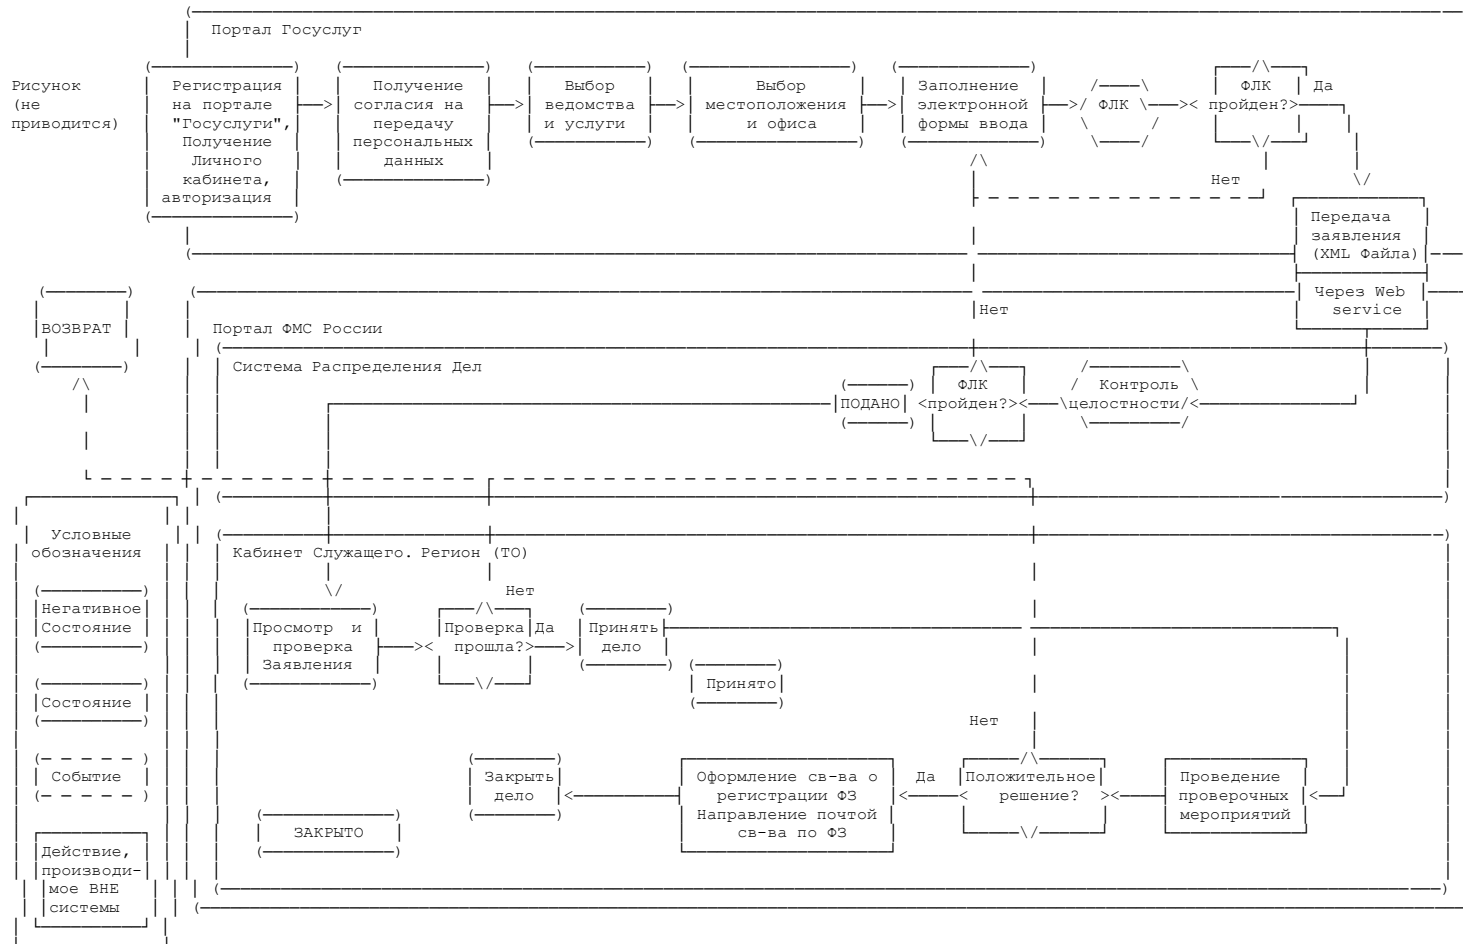 Портал Госуслуг
Рисунок
(не
приводится)
Регистрация
на портале
"Госуслуги",
Получение
Личного
кабинета,
авторизация
Получение
согласия на
передачу
персональных
данных
Выбор
ведомства
и услуги
Выбор
местоположения
и офиса
Заполнение
электронной
формы ввода
ФЛК
ФЛК
пройден?
Да
Нет
Передача
заявления
(XML Файла)
Через Web
service
ВОЗВРАТ
Портал ФМС России
Нет
Система Распределения Дел
ПОДАНО
ФЛК
пройден?
Контроль
целостности
Условные
обозначения
Негативное
Состояние
Состояние
Событие
Действие,
производи-
мое ВНЕ
системы
Кабинет Служащего. Регион (ТО)
Нет
Просмотр и
проверка
Заявления
Проверка
прошла?
Да
Принять
дело
Принято
Нет
Закрыть
дело
Оформление св-ва о
регистрации ФЗ
Направление почтой
св-ва по ФЗ
Да
Положительное
решение?
Проведение
проверочных
мероприятий
ЗАКРЫТО